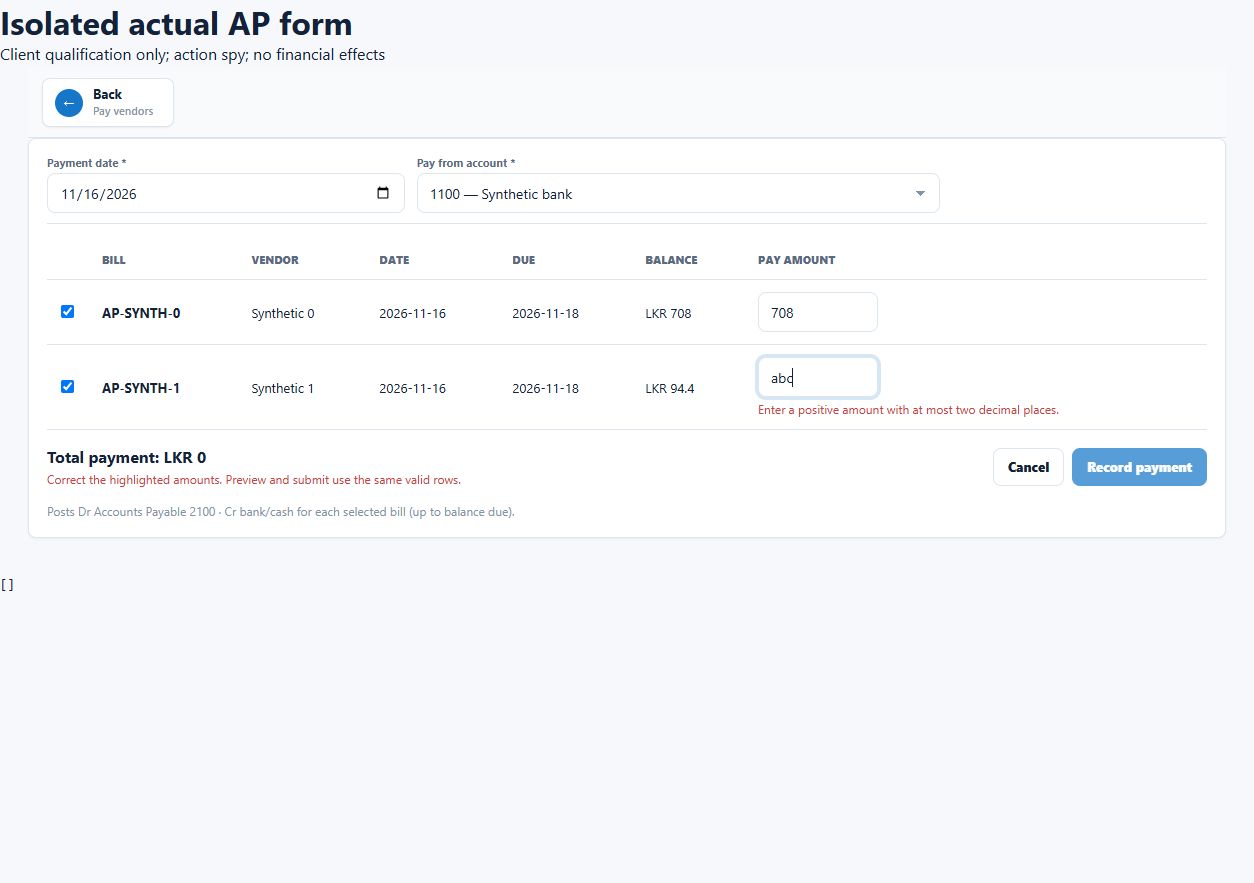 Isolated actual AP form
Client qualification only; action spy; no financial effects
←
Back
Pay vendors
Payment date *
Pay from account *
11/16/2026
1100 — Synthetic bank
BILL VENDOR DATE DUE BALANCE PAY AMOUNT
AP-SYNTH-0 Synthetic 0 2026-11-16 2026-11-18 LKR 708 708
AP-SYNTH-1 Synthetic 1 2026-11-16 2026-11-18 LKR 94.4 abc
Enter a positive amount with at most two decimal places.
Total payment: LKR 0
Correct the highlighted amounts. Preview and submit use the same valid rows.
Cancel
Record payment
Posts Dr Accounts Payable 2100 · Cr bank/cash for each selected bill (up to balance due).
[]